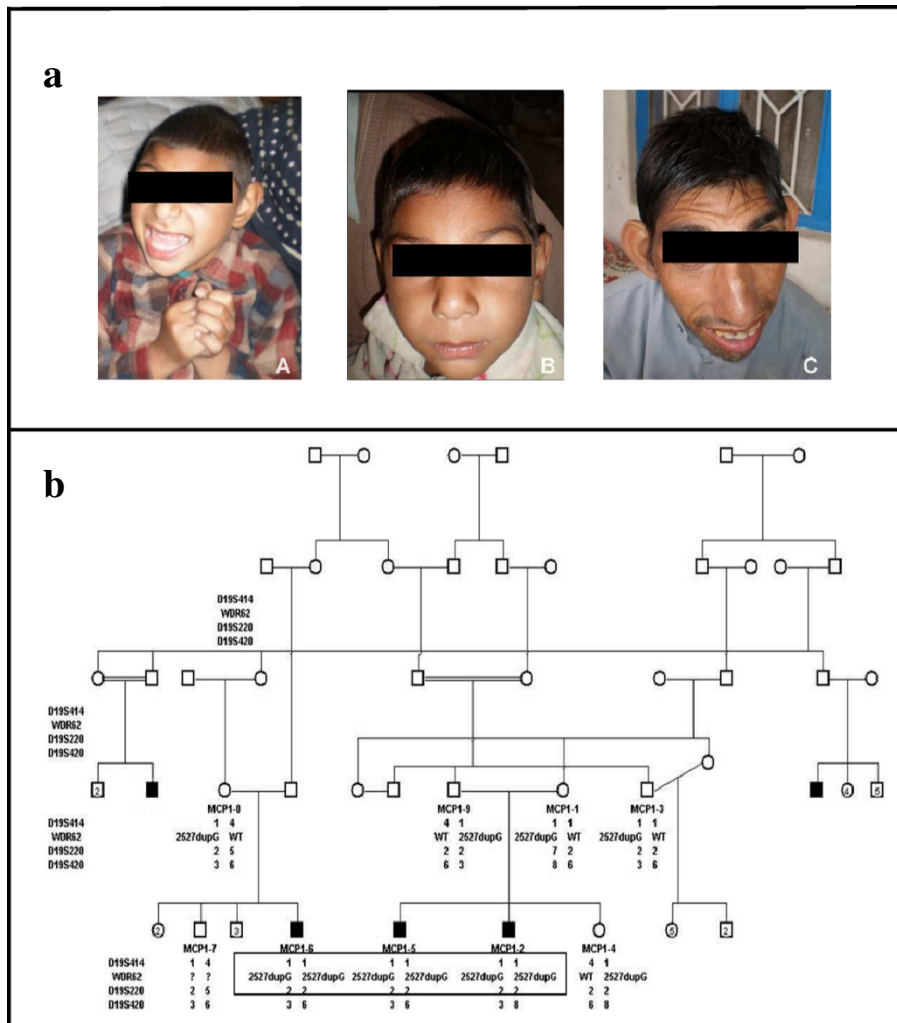 a
A
B
C
b
D19S414
WDR62
D19S220
D19S420
D19S414
WDR62
D19S220
D19S420
2
4
5
MCP1-8 MCP1-9 MCP1-1 MCP1-3
D19S414 1 4 4 1 1 1 1 1
WDR62 2527dupG WT WT 2527dupG 2527dupG WT 2527dupG WT
D19S220 2 5 2 2 7 2 2 2
D19S420 3 6 6 3 8 6 3 6
2 3 5 2
MCP1-7 MCP1-6 MCP1-5 MCP1-2 MCP1-4
D19S414 1 4 1 1 1 1 1 1 4 1
WDR62 ? ? 2527dupG 2527dupG 2527dupG 2527dupG 2527dupG 2527dupG WT 2527dupG
D19S220 2 5 2 2 2 2 2 2 2 2
D19S420 3 6 3 6 3 6 3 8 6 8